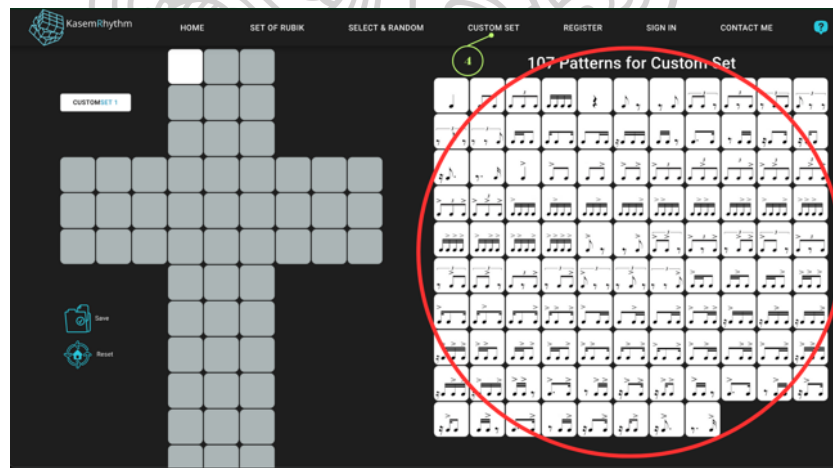 KasemRhythm
HOME
SET OF RUBIK
SELECT & RANDOM
CUSTOM SET
REGISTER
SIGN IN
CONTACT ME
?
4
107 Patterns for Custom Set
CUSTOMSET 1
Save
Reset